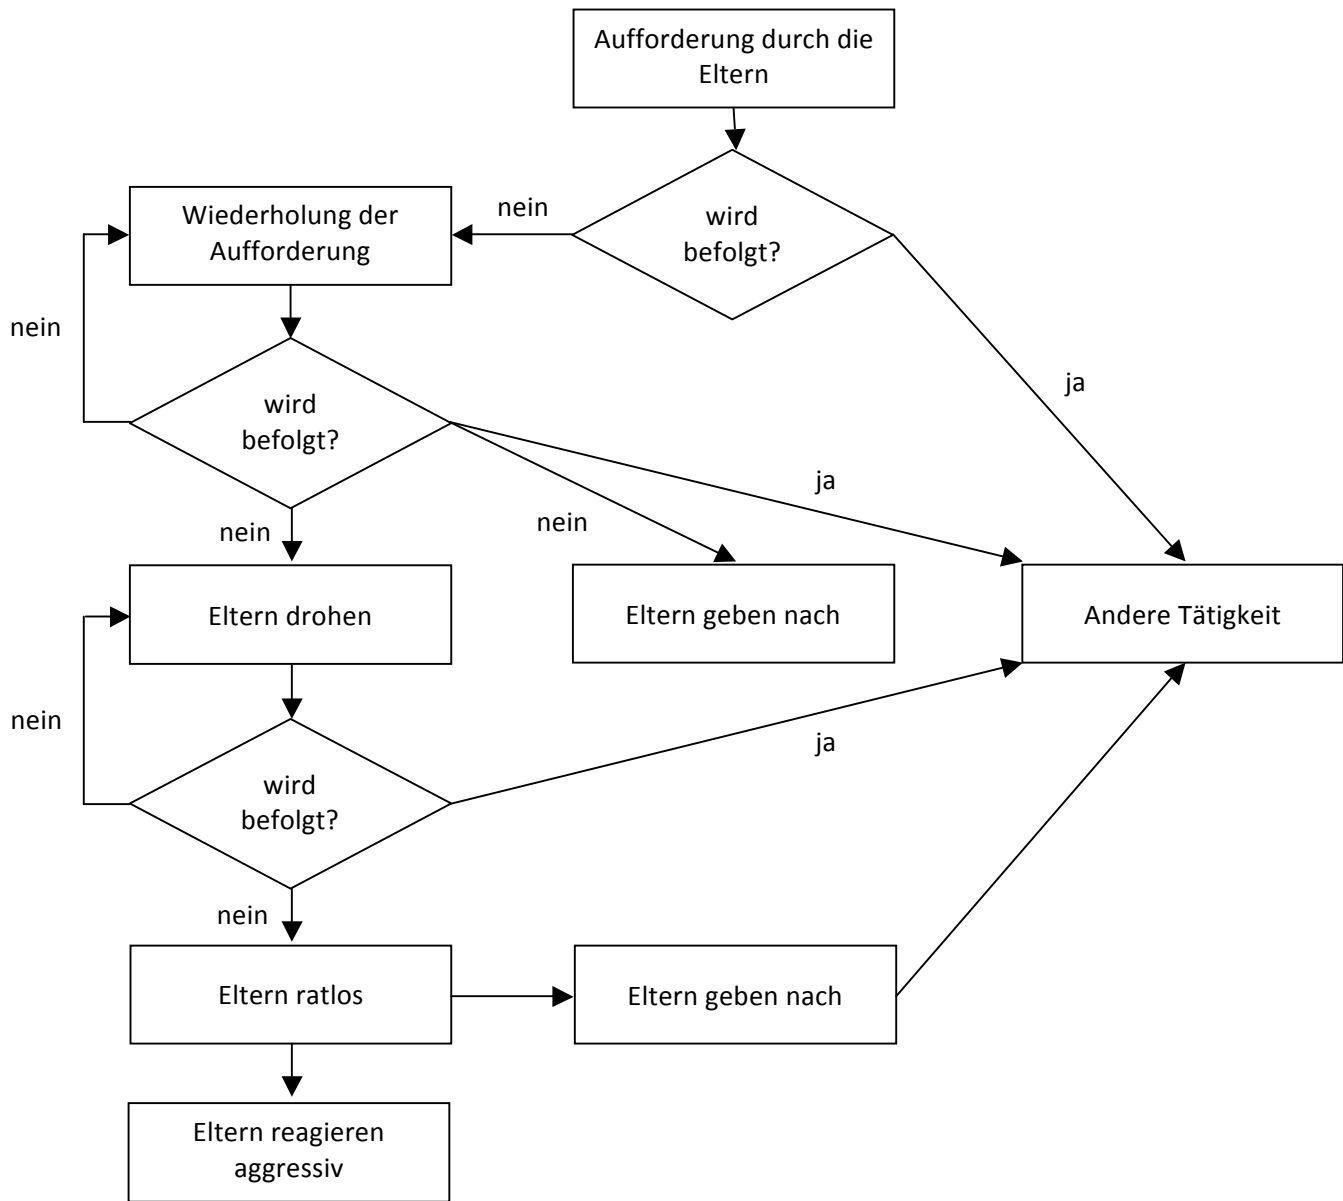 Aufforderung durch die
Eltern
Wiederholung der
Aufforderung
nein
wird
befolgt?
nein
ja
wird
befolgt?
ja
nein
nein
Eltern drohen
Eltern geben nach
Andere Tätigkeit
nein
ja
wird
befolgt?
nein
Eltern ratlos
Eltern geben nach
Eltern reagieren
aggressiv